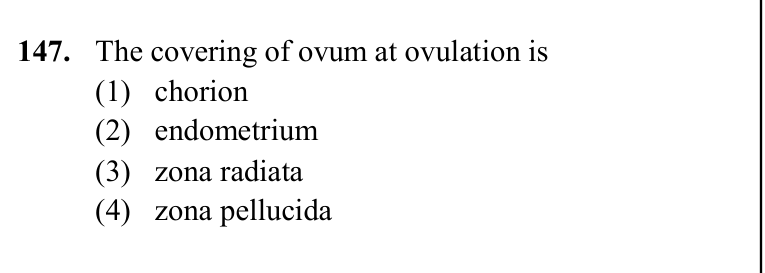 147. The covering of ovum at ovulation is
(1) chorion
(2) endometrium
(3) zona radiata
(4) zona pellucida